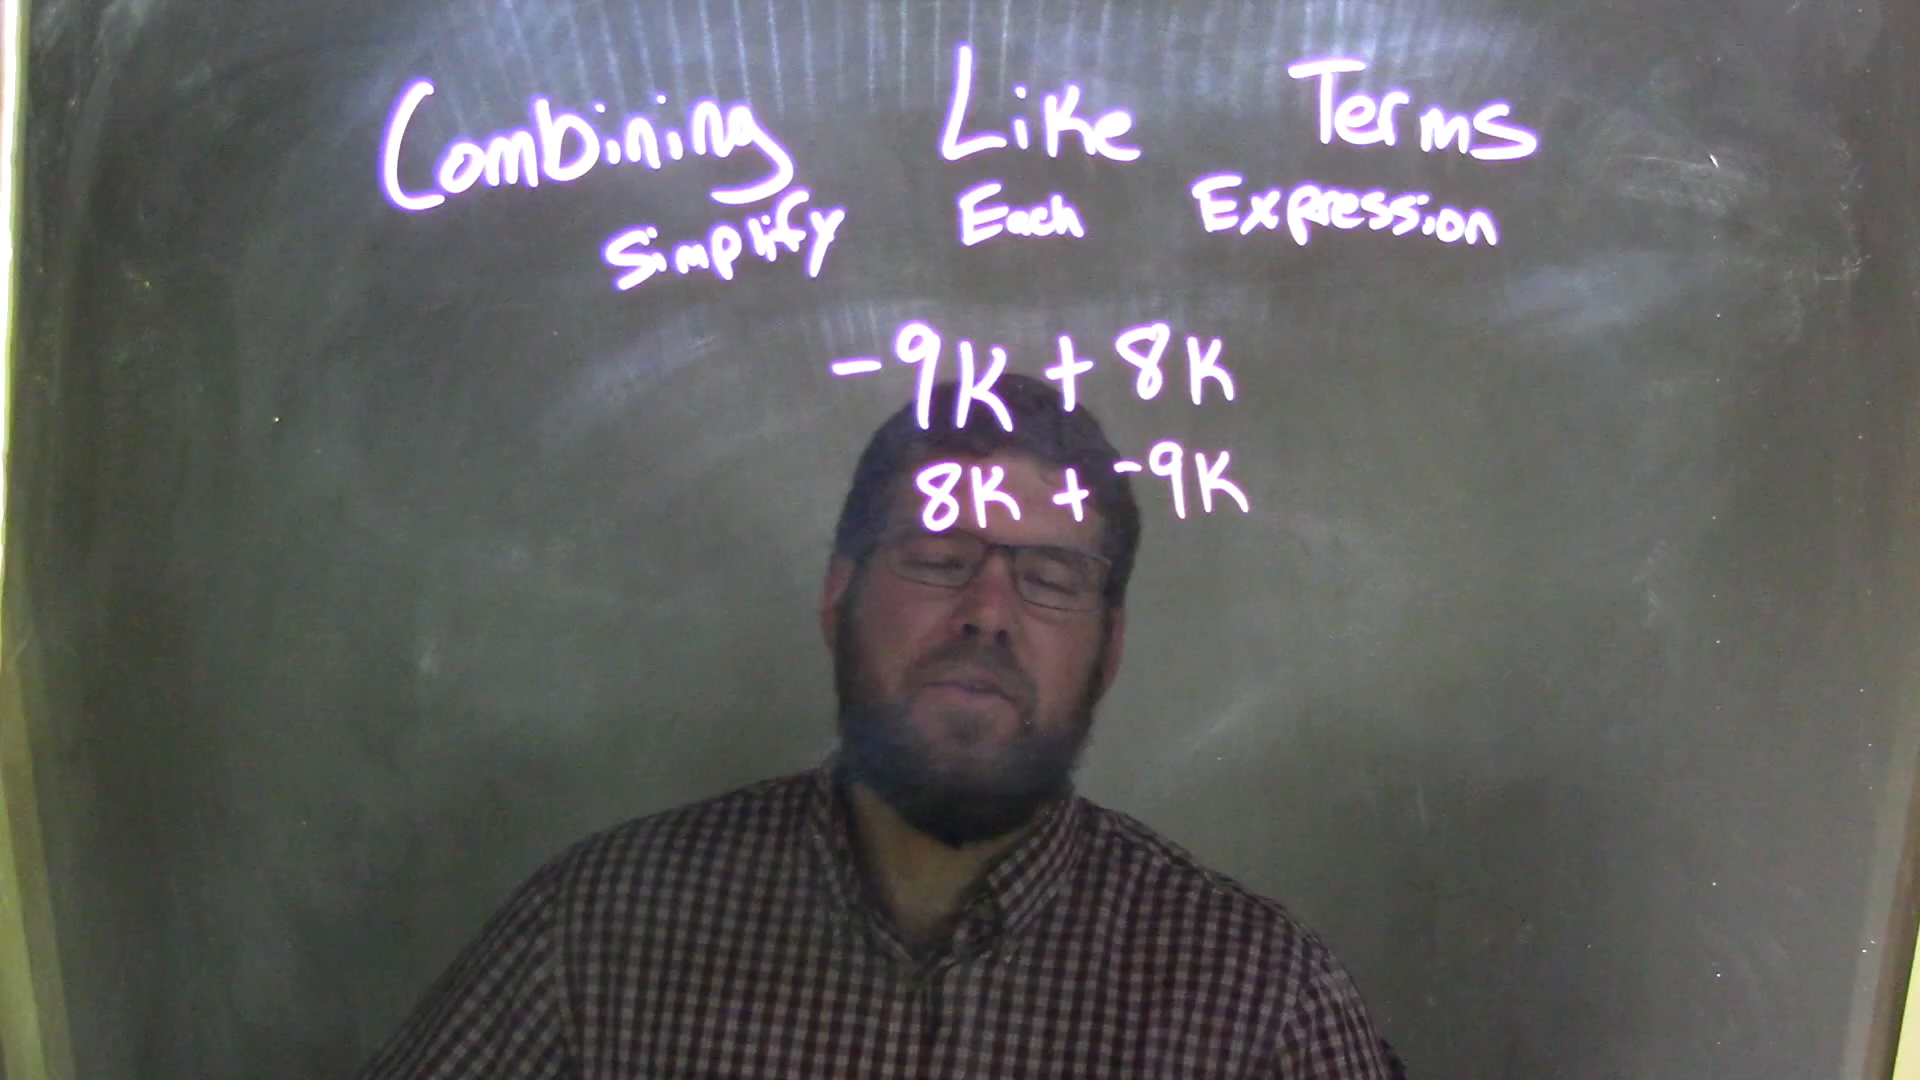 Combining Like Terms
Simplify Each Expression
-9K + 8K
8K + -9K